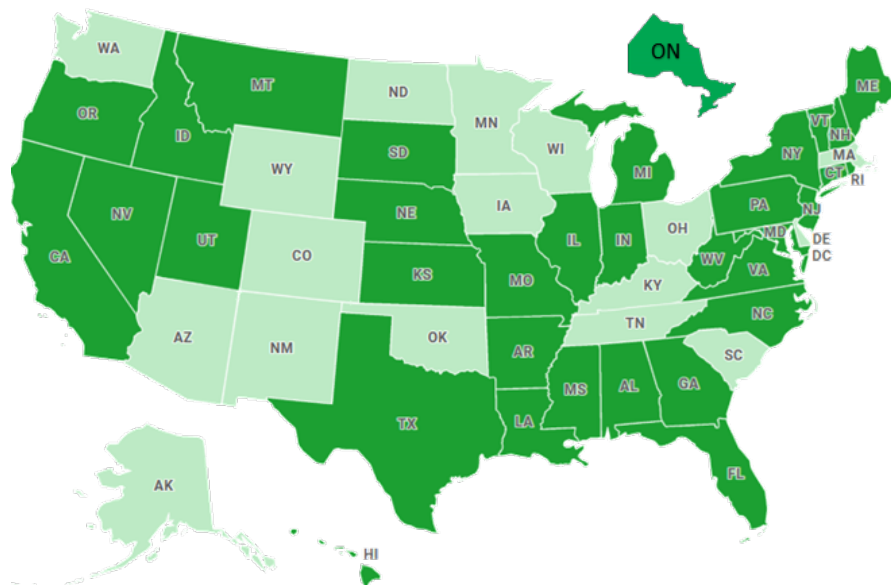 ON
WA
MT
ND
MN
ME
OR
ID
SD
WI
VT
NH
WY
MI
NY
MA
CT
RI
NV
NE
IA
PA
NJ
UT
CO
IL
IN
OH
MD
DE
DC
CA
KS
MO
WV
VA
KY
NC
AZ
NM
OK
AR
TN
SC
MS
AL
GA
TX
LA
FL
AK
HI